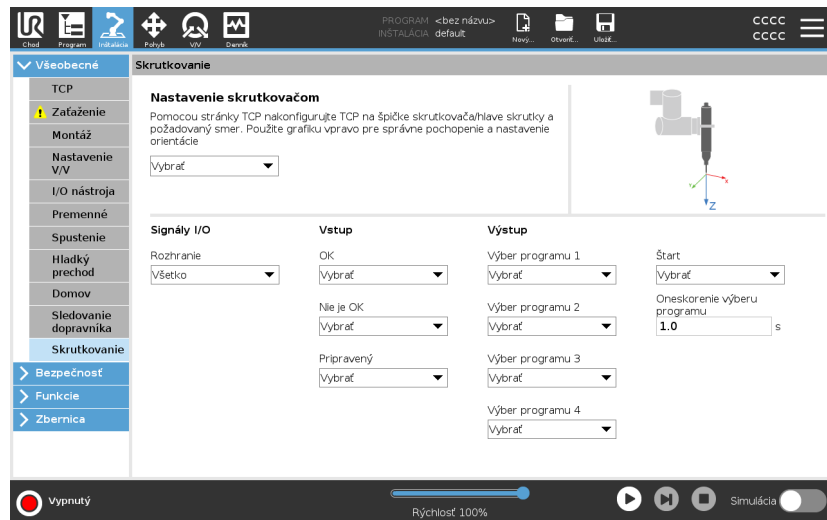 PROGRAM <bez názvu>
INŠTALÁCIA default
Chod Program Inštalácia Pohyb V/V Denník Nový... Otvoriť... Uložiť...
CCCC
CCCC
Všeobecné
Skrutkovanie
TCP
Zaťaženie
Montáž
Nastavenie
V/V
I/O nástroja
Premenné
Spustenie
Hladký
prechod
Domov
Sledovanie
dopravníka
Skrutkovanie
Bezpečnosť
Funkcie
Zbernica
Nastavenie skrutkovačom
Pomocou stránky TCP nakonfigurujte TCP na špičke skrutkovača/hlave skrutky a
požadovaný smer. Použite grafiku vpravo pre správne pochopenie a nastavenie
orientácie
Vybrať
Y X
Z
Signály I/O
Rozhranie
Všetko
Vstup
OK
Vybrať
Nie je OK
Vybrať
Pripravený
Vybrať
Výstup
Výber programu 1
Vybrať
Výber programu 2
Vybrať
Výber programu 3
Vybrať
Výber programu 4
Vybrať
Štart
Vybrať
Oneskorenie výberu
programu
1.0 s
Vypnutý
Rýchlosť 100%
Simulácia